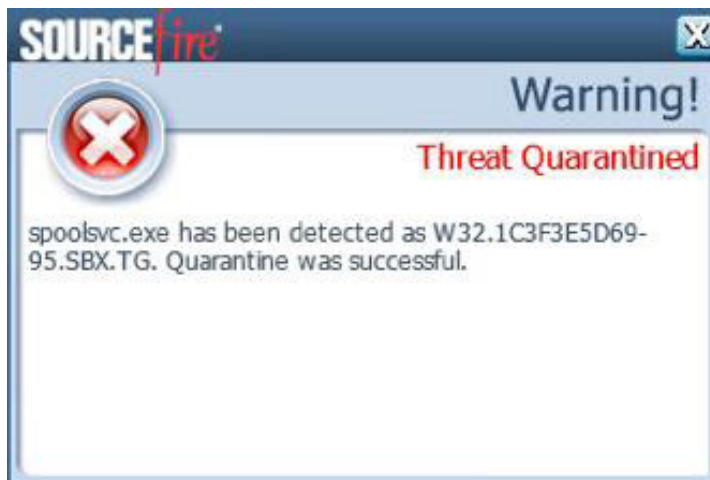 SOURCEfire®
Warning!
Threat Quarantined
spoolsvc.exe has been detected as W32.1C3F3E5D69-
95.SBX.TG. Quarantine was successful.